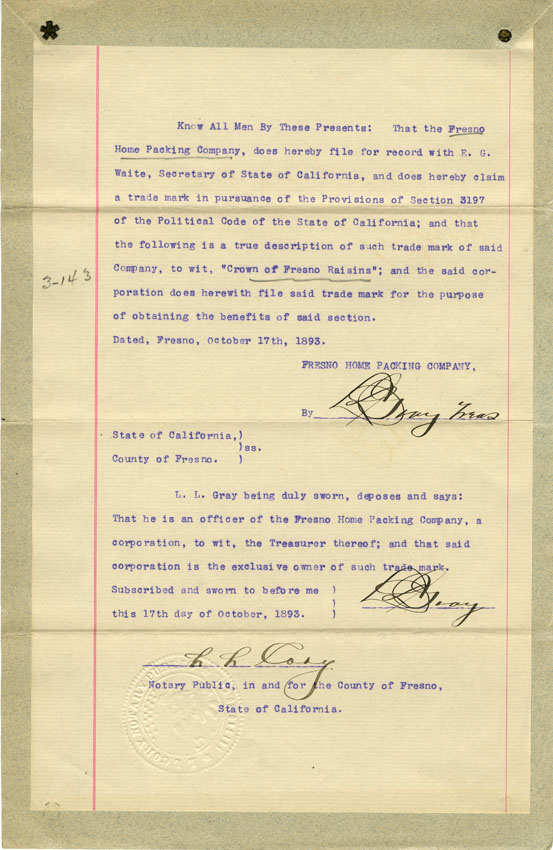 Know All Men By These Presents: That the Fresno
Home Packing Company, does hereby file for record with E. G.
Waite, Secretary of State of California, and does hereby claim
a trade mark in pursuance of the Provisions of Section 3197
of the Political Code of the State of California; and that
the following is a true description of such trade mark of said
3-143
Company, to wit, "Crown of Fresno Raisins"; and the said cor-
poration does herewith file said trade mark for the purpose
of obtaining the benefits of said section.
Dated, Fresno, October 17th, 1893.
FRESNO HOME PACKING COMPANY,
By L L Gray Treas
State of California,)
)ss.
County of Fresno. )
L. L. Gray being duly sworn, deposes and says:
That he is an officer of the Fresno Home Packing Company, a
corporation, to wit, the Treasurer thereof; and that said
corporation is the exclusive owner of such trade mark.
Subscribed and sworn to before me )
)
this 17th day of October, 1893. )
L L Gray
L L Cory
Notary Public, in and for the County of Fresno,
State of California.